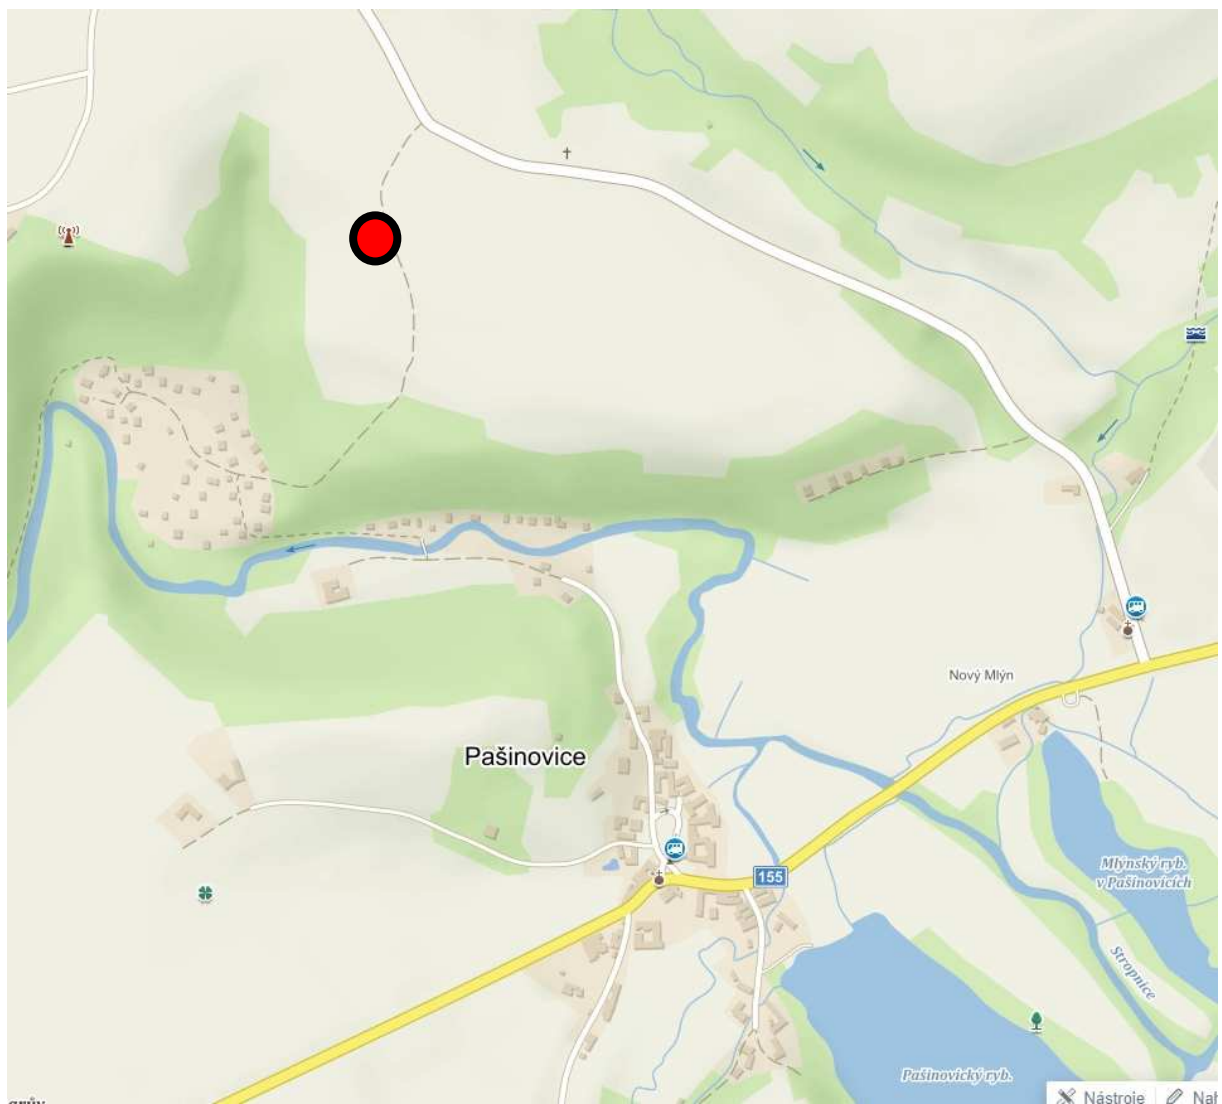 Nový Mlýn
Pašinovice
155
Mlýnský ryb.
v Pašinovicích
Stropnice
Pašinovický ryb.
Nástroje